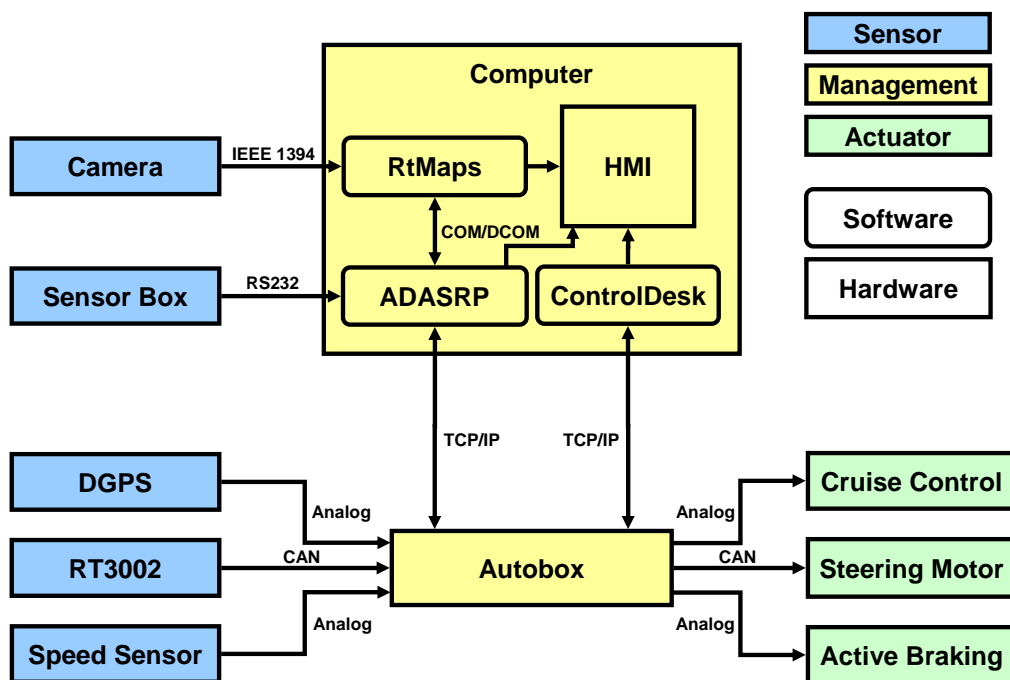 Sensor
Computer
Management
Actuator
IEEE 1394
Camera
RtMaps
HMI
Software
COM/DCOM
RS232
Sensor Box
ADASRP
ControlDesk
Hardware
TCP/IP
TCP/IP
DGPS
Cruise Control
Analog
Analog
CAN
CAN
RT3002
Autobox
Steering Motor
Analog
Analog
Speed Sensor
Active Braking